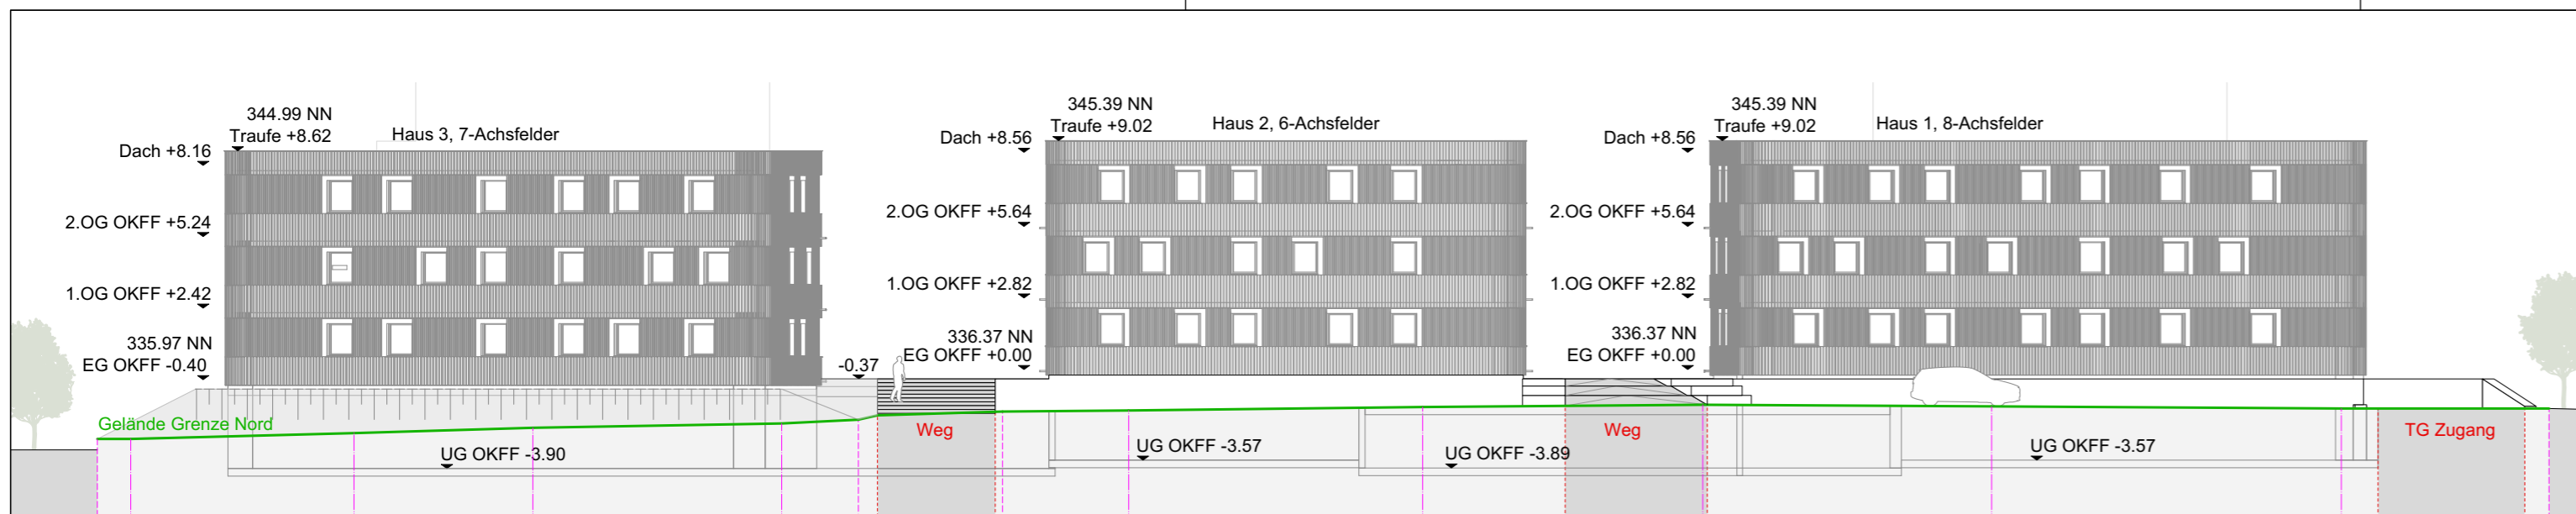 344.99 NN
Traufe +8.62
Haus 3, 7-Achsfelder
Dach +8.16
2.OG OKFF +5.24
1.OG OKFF +2.42
335.97 NN
EG OKFF -0.40
Gelände Grenze Nord
UG OKFF -3.90
-0.37
Weg
345.39 NN
Traufe +9.02
Haus 2, 6-Achsfelder
Dach +8.56
2.OG OKFF +5.64
1.OG OKFF +2.82
336.37 NN
EG OKFF +0.00
UG OKFF -3.57
UG OKFF -3.89
Weg
345.39 NN
Traufe +9.02
Haus 1, 8-Achsfelder
Dach +8.56
2.OG OKFF +5.64
1.OG OKFF +2.82
336.37 NN
EG OKFF +0.00
UG OKFF -3.57
TG Zugang